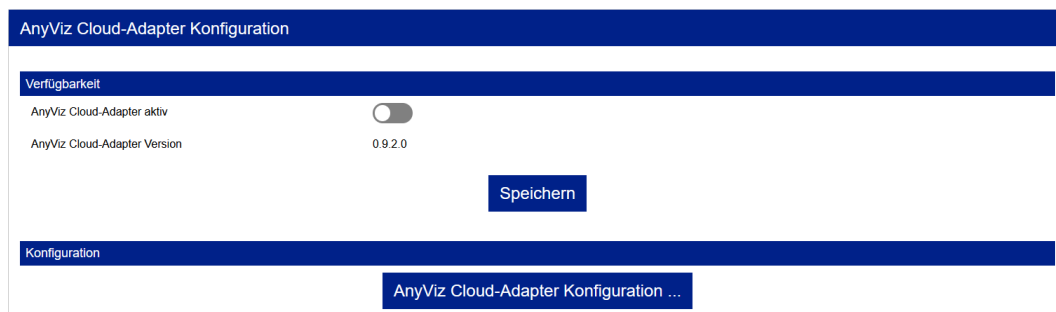 AnyViz Cloud-Adapter Konfiguration
Verfügbarkeit
AnyViz Cloud-Adapter aktiv
AnyViz Cloud-Adapter Version 0.9.2.0
Speichern
Konfiguration
AnyViz Cloud-Adapter Konfiguration ...